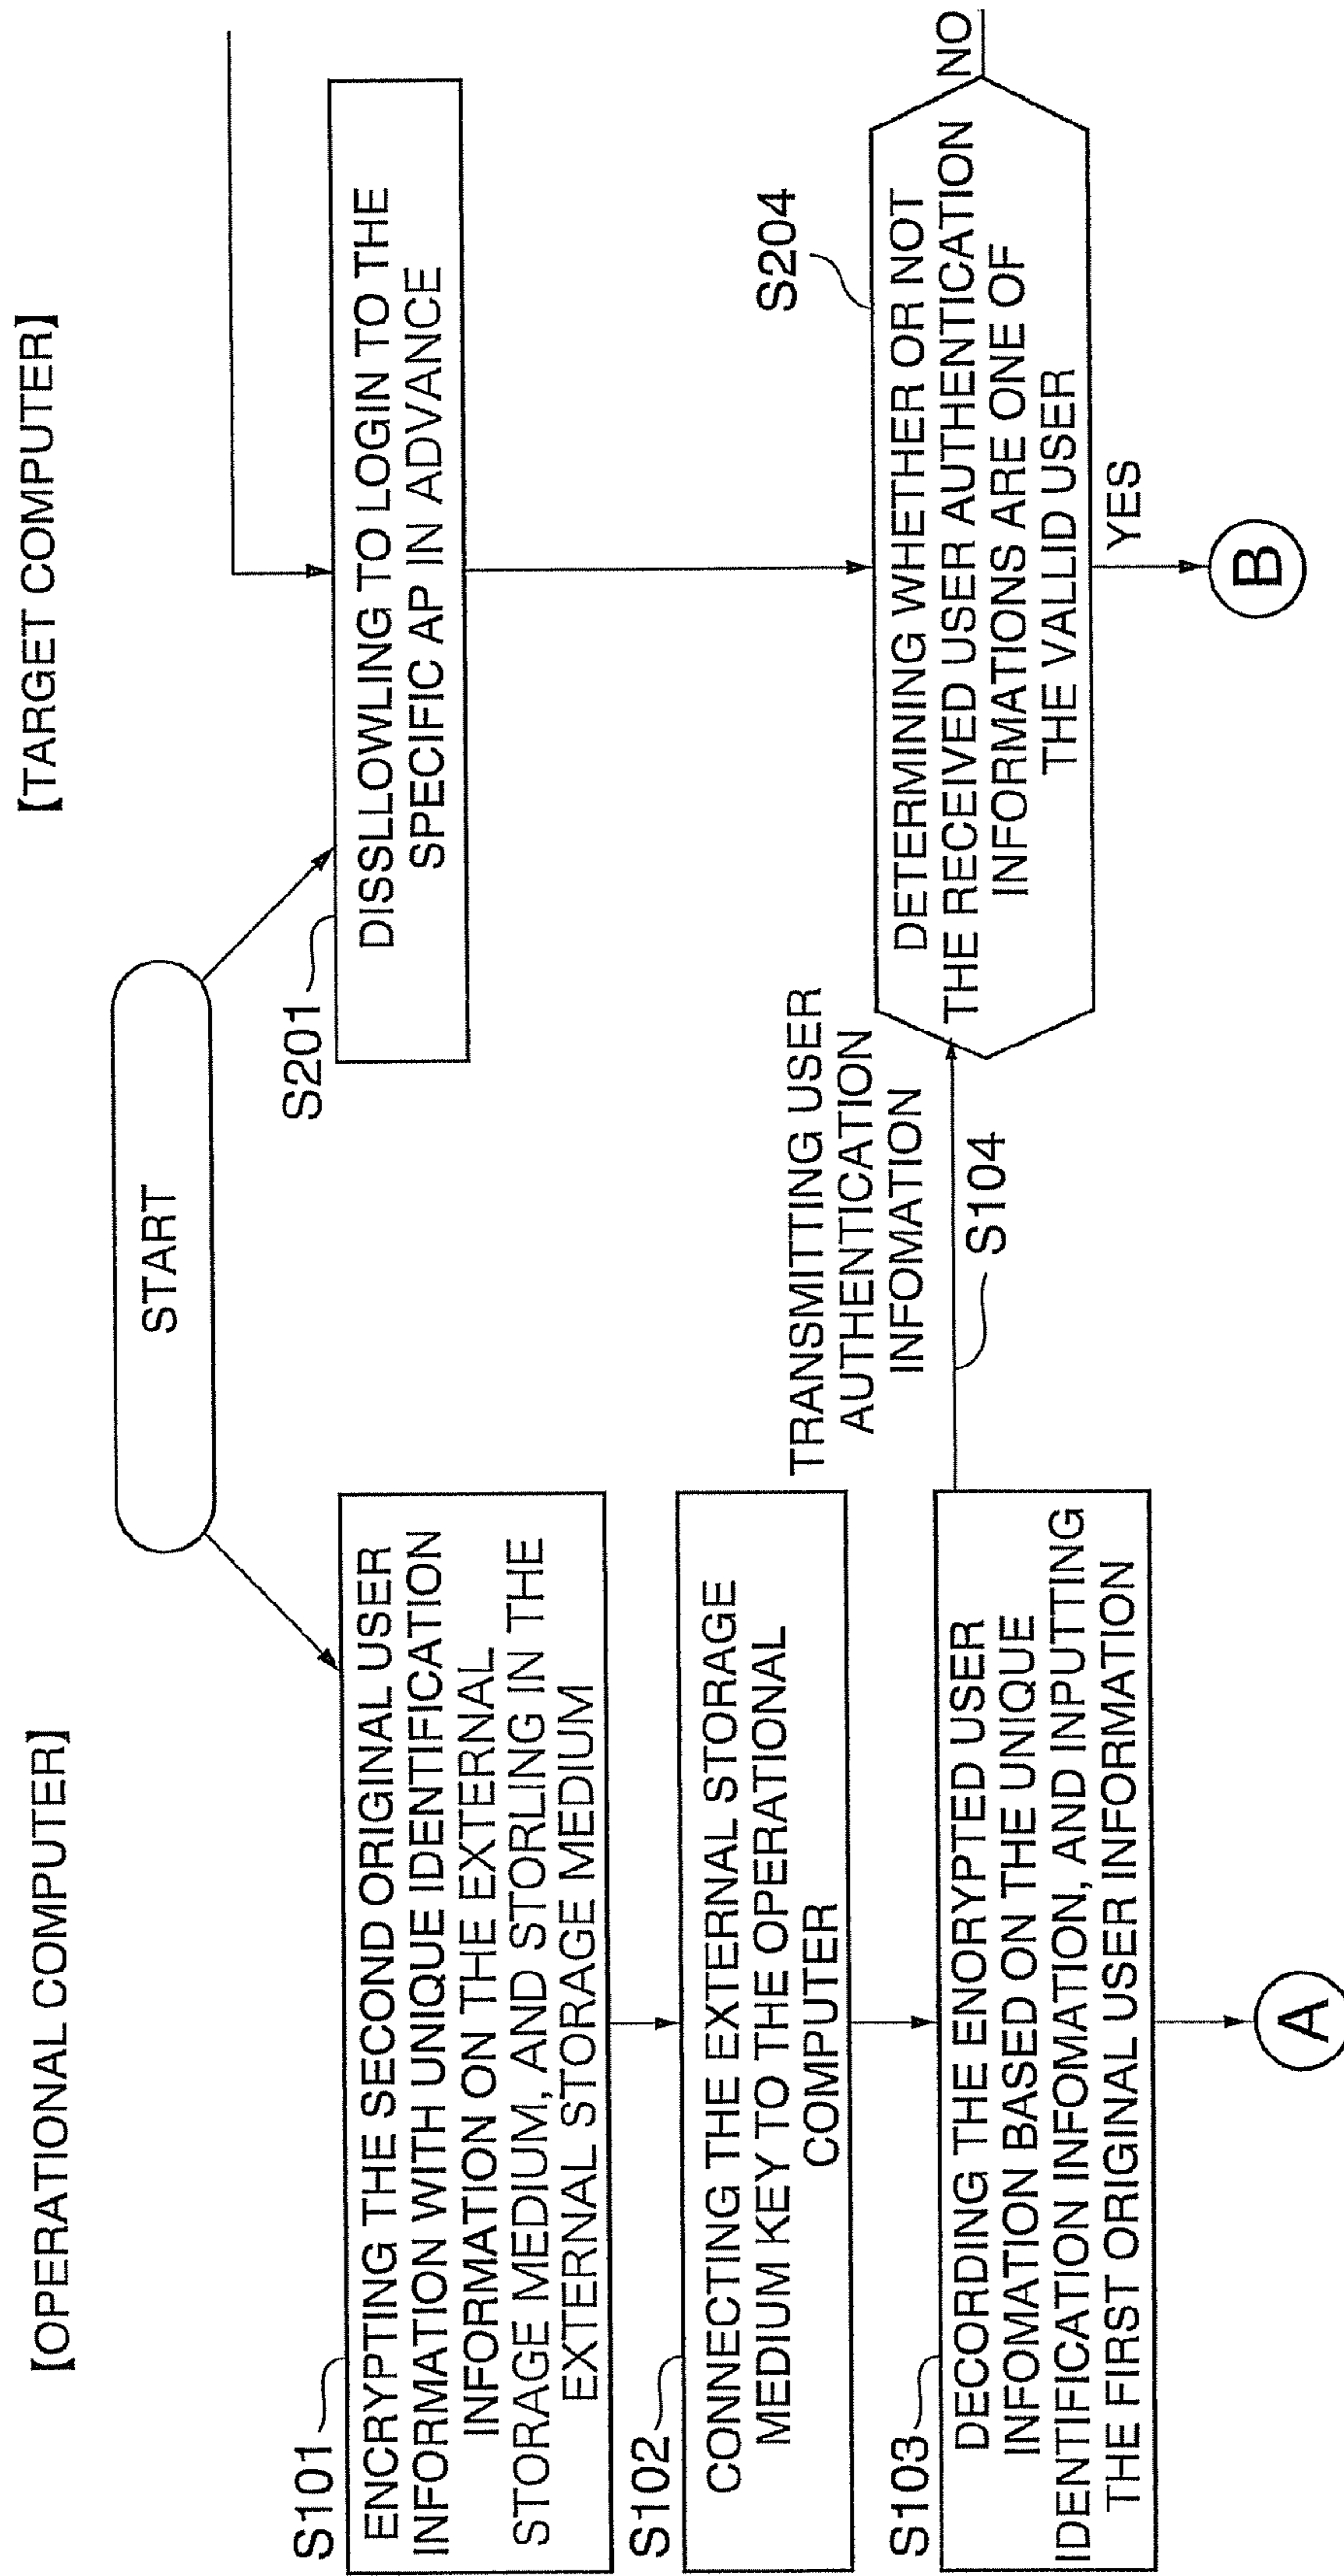 【OPERATIONAL COMPUTER】
【TARGET COMPUTER】
START
S101
ENCRYPTING THE SECOND ORIGINAL USER
INFORMATION WITH UNIQUE IDENTIFICATION
INFORMATION ON THE EXTERNAL
STORAGE MEDIUM, AND STORLING IN THE
EXTERNAL STORAGE MEDIUM
S102
CONNECTING THE EXTERNAL STORAGE
MEDIUM KEY TO THE OPERATIONAL
COMPUTER
S103
DECORDING THE ENORYPTED USER
INFOMATION BASED ON THE UNIQUE
IDENTIFICATION INFOMATION, AND INPUTTING
THE FIRST ORIGINAL USER INFORMATION
A
TRANSMITTING USER
AUTHENTICATION
INFOMATION
S104
S201
DISSLLOWLING TO LOGIN TO THE
SPECIFIC AP IN ADVANCE
S204
DETERMINING WHETHER OR NOT
THE RECEIVED USER AUTHENTICATION
INFORMATIONS ARE ONE OF
THE VALLID USER
NO
YES
B